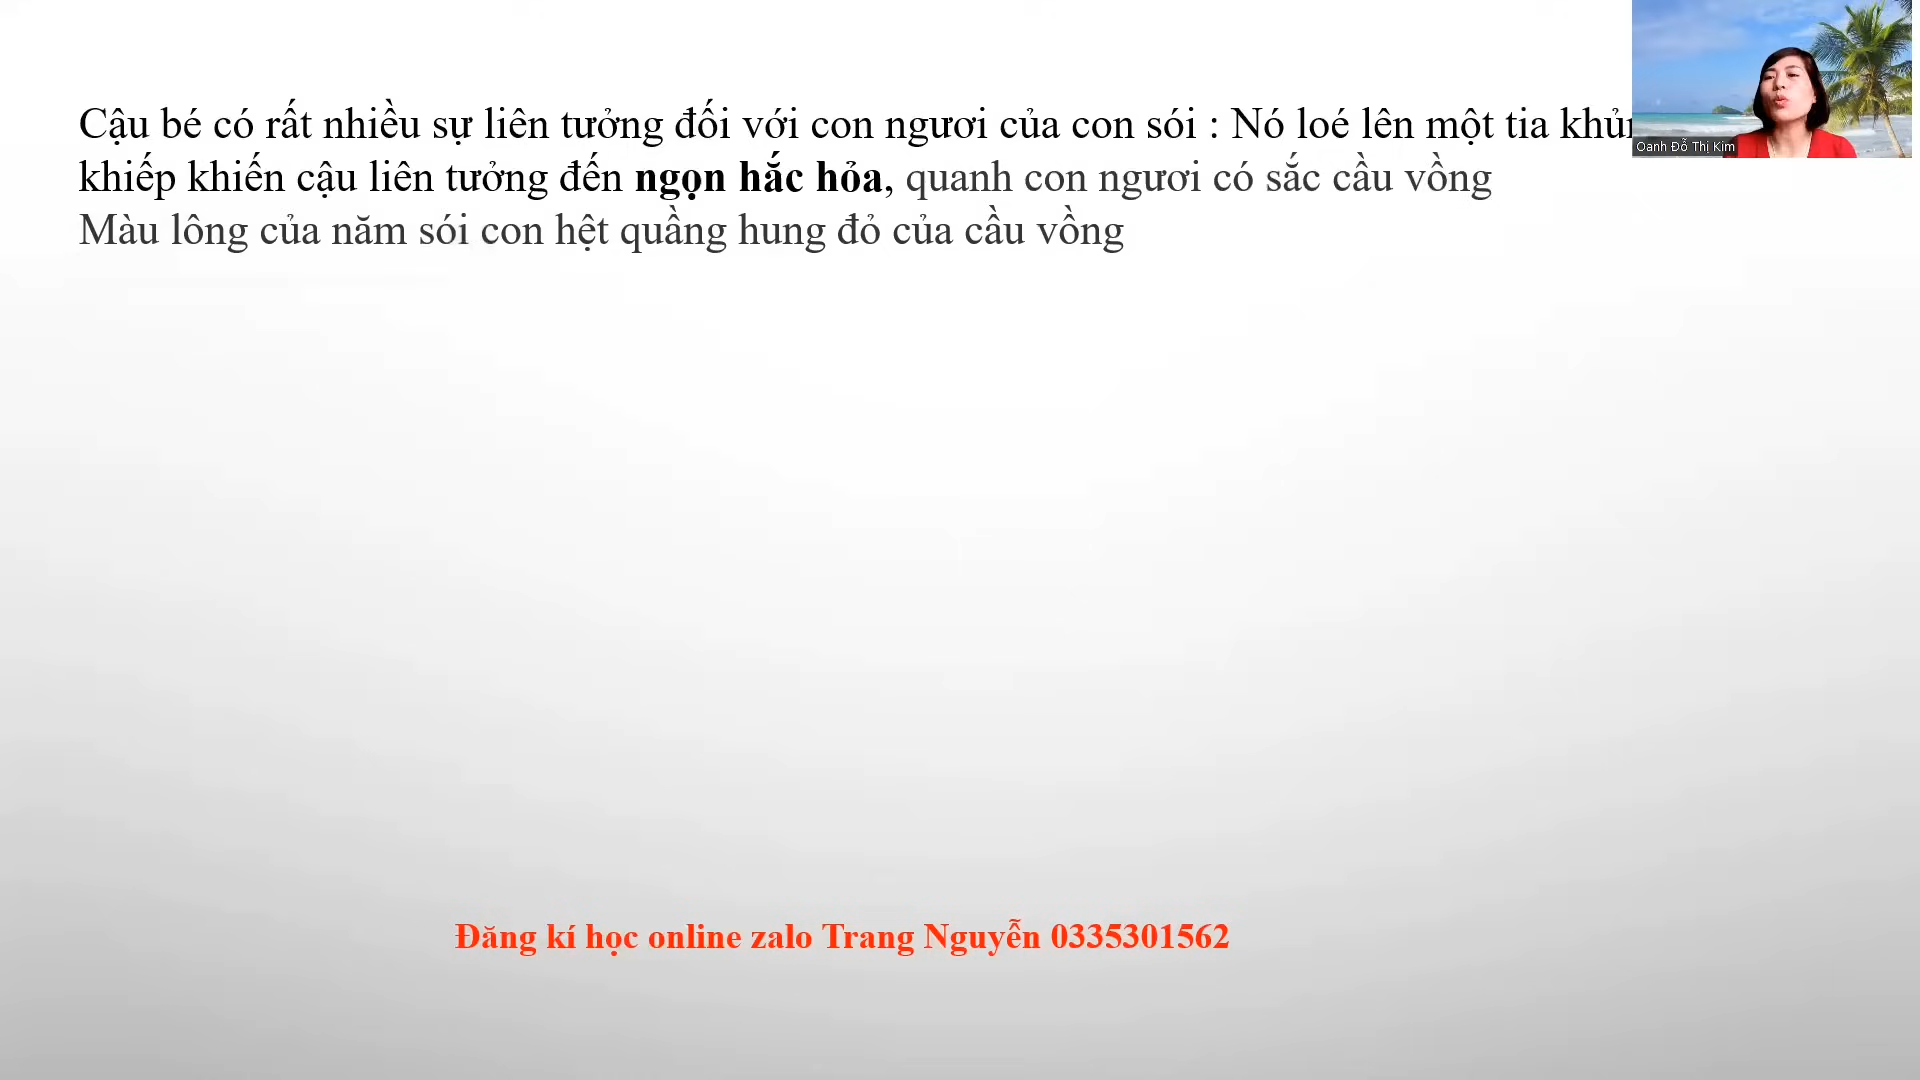 Cậu bé có rất nhiều sự liên tưởng đối với con ngươi của con sói : Nó loé lên một tia
khiếp khiến cậu liên tưởng đến ngọn hắc hỏa, quanh con ngươi có sắc cầu vồng
Màu lông của năm sói con hệt quầng hung đỏ của cầu vồng
Oanh Đỗ Thị Kim
Đăng kí học online zalo Trang Nguyễn 0335301562